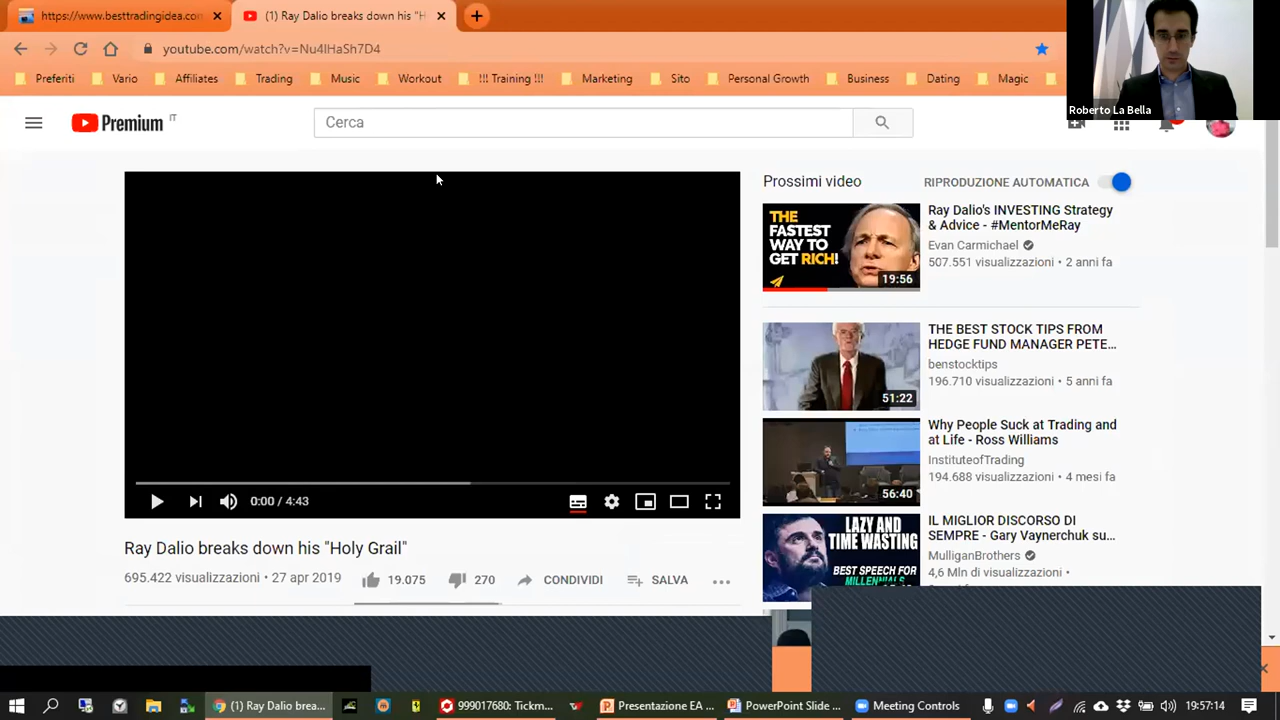 https://www.besttradingidea.con
(1) Ray Dalio breaks down his "H
youtube.com/watch?v=Nu4lHaSh7D4
Preferiti
Vario
Affiliates
Trading
Music
Workout
!!! Training !!!
Marketing
Sito
Personal Growth
Business
Dating
Magic
Roberto La Bella
Premium IT
Cerca
Prossimi video
RIPRODUZIONE AUTOMATICA
THE FASTEST WAY TO GET RICH!
19:56
Ray Dalio's INVESTING Strategy
& Advice - #MentorMeRay
Evan Carmichael
507.551 visualizzazioni • 2 anni fa
51:22
THE BEST STOCK TIPS FROM
HEDGE FUND MANAGER PETE...
benstocktips
196.710 visualizzazioni • 5 anni fa
56:40
Why People Suck at Trading and
at Life - Ross Williams
InstituteofTrading
194.688 visualizzazioni • 4 mesi fa
LAZY AND
TIME WASTING
BEST SPEECH FOR
MILLENNIALS
IL MIGLIOR DISCORSO DI
SEMPRE - Gary Vaynerchuk su...
MulliganBrothers
4,6 Mln di visualizzazioni •
0:00 / 4:43
Ray Dalio breaks down his "Holy Grail"
695.422 visualizzazioni • 27 apr 2019
19.075
270
CONDIVIDI
SALVA
(1) Ray Dalio brea...
999017680: Tickm...
Presentazione EA ...
PowerPoint Slide ...
Meeting Controls
19:57:14